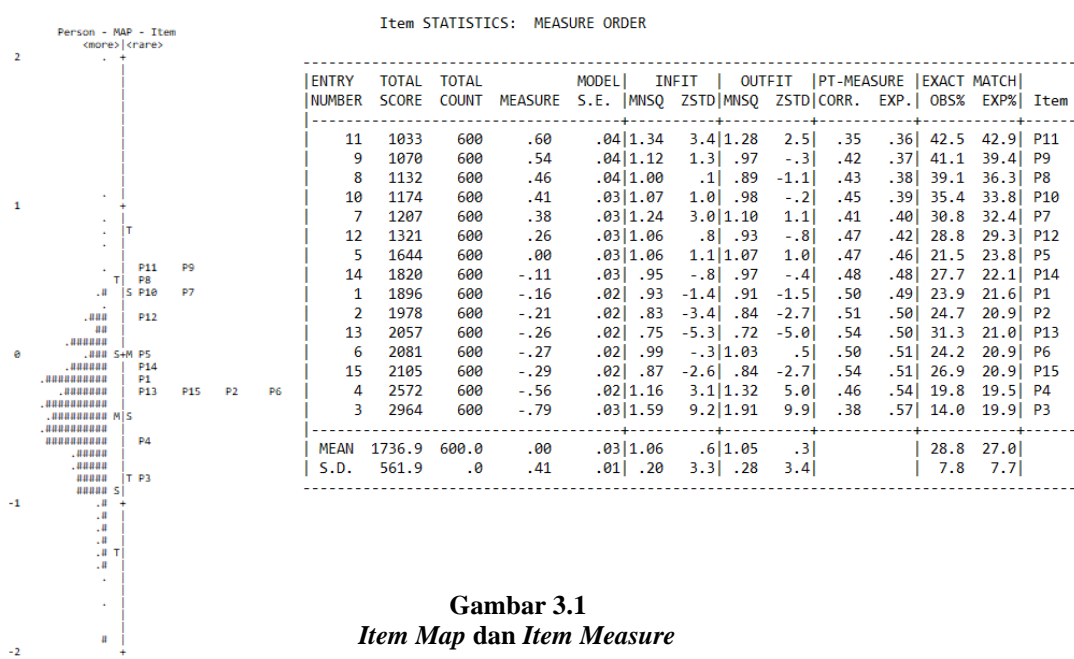 Person - MAP - Item
<more>|<rare>
2 . +
|
|
|
|
|
|
|
|
. |
1 +
. |
. |T
. |
|
. | P11 P9
T| P8
.# |S P10 P7
. |
.### | P12
## |
.###### |
0 .### S+M P5
.###### | P14
.########## | P1
.####### | P13 P15 P2 P6
.########## |
.######### M|S
.########## |
########## | P4
.##### |
.##### |
##### |T P3
##### S|
-1 .# +
.# |
.# |
.# |
.# T|
.# |
. |
|
. |
|
|
# |
-2 +
Item STATISTICS: MEASURE ORDER
|ENTRY TOTAL TOTAL MODEL| INFIT | OUTFIT |PT-MEASURE |EXACT MATCH|
|NUMBER SCORE COUNT MEASURE S.E. |MNSQ ZSTD|MNSQ ZSTD|CORR. EXP.| OBS% EXP%| Item
| 11 1033 600 .60 .04|1.34 3.4|1.28 2.5| .35 .36| 42.5 42.9| P11
| 9 1070 600 .54 .04|1.12 1.3| .97 -.3| .42 .37| 41.1 39.4| P9
| 8 1132 600 .46 .04|1.00 .1| .89 -1.1| .43 .38| 39.1 36.3| P8
| 10 1174 600 .41 .03|1.07 1.0| .98 -.2| .45 .39| 35.4 33.8| P10
| 7 1207 600 .38 .03|1.24 3.0|1.10 1.1| .41 .40| 30.8 32.4| P7
| 12 1321 600 .26 .03|1.06 .8| .93 -.8| .47 .42| 28.8 29.3| P12
| 5 1644 600 .00 .03|1.06 1.1|1.07 1.0| .47 .46| 21.5 23.8| P5
| 14 1820 600 -.11 .03| .95 -.8| .97 -.4| .48 .48| 27.7 22.1| P14
| 1 1896 600 -.16 .02| .93 -1.4| .91 -1.5| .50 .49| 23.9 21.6| P1
| 2 1978 600 -.21 .02| .83 -3.4| .84 -2.7| .51 .50| 24.7 20.9| P2
| 13 2057 600 -.26 .02| .75 -5.3| .72 -5.0| .54 .50| 31.3 21.0| P13
| 6 2081 600 -.27 .02| .99 -.3|1.03 .5| .50 .51| 24.2 20.9| P6
| 15 2105 600 -.29 .02| .87 -2.6| .84 -2.7| .54 .51| 26.9 20.9| P15
| 4 2572 600 -.56 .02|1.16 3.1|1.32 5.0| .46 .54| 19.8 19.5| P4
| 3 2964 600 -.79 .03|1.59 9.2|1.91 9.9| .38 .57| 14.0 19.9| P3
| MEAN 1736.9 600.0 .00 .03|1.06 .6|1.05 .3| | 28.8 27.0|
| S.D. 561.9 .0 .41 .01| .20 3.3| .28 3.4| | 7.8 7.7|
Gambar 3.1
Item Map dan Item Measure